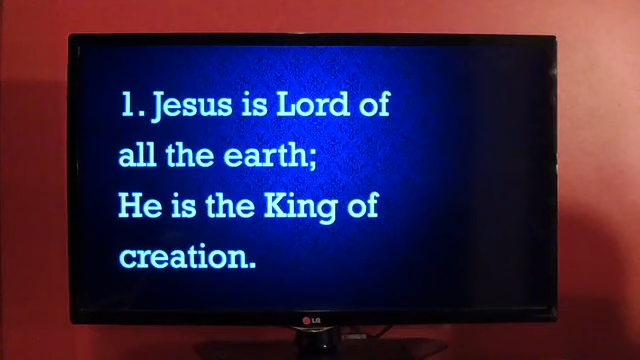 1. Jesus is Lord of
all the earth;
He is the King of
creation.
LG